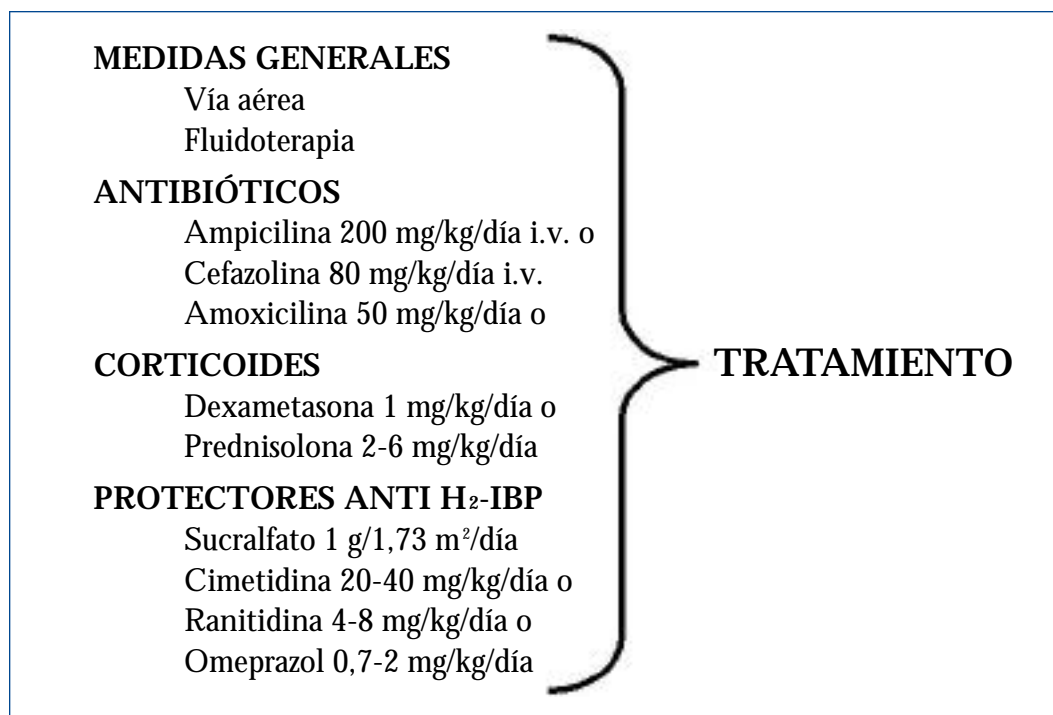 MEDIDAS GENERALES
Vía aérea
Fluidoterapia
ANTIBIÓTICOS
Ampicilina 200 mg/kg/día i.v. o
Cefazolina 80 mg/kg/día i.v.
Amoxicilina 50 mg/kg/día o
CORTICOIDES
Dexametasona 1 mg/kg/día o
Prednisolona 2-6 mg/kg/día
PROTECTORES ANTI H₂-IBP
Sucralfato 1 g/1,73 m²/día
Cimetidina 20-40 mg/kg/día o
Ranitidina 4-8 mg/kg/día o
Omeprazol 0,7-2 mg/kg/día
TRATAMIENTO